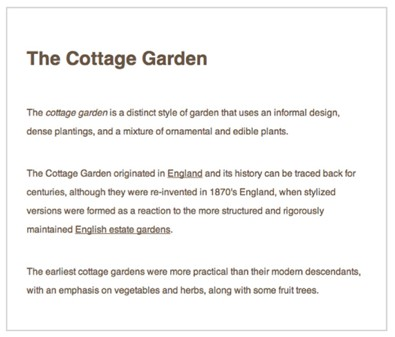 The Cottage Garden
The cottage garden is a distinct style of garden that uses an informal design,
dense plantings, and a mixture of ornamental and edible plants.
The Cottage Garden originated in England and its history can be traced back for
centuries, although they were re-invented in 1870's England, when stylized
versions were formed as a reaction to the more structured and rigorously
maintained English estate gardens.
The earliest cottage gardens were more practical than their modern descendants,
with an emphasis on vegetables and herbs, along with some fruit trees.